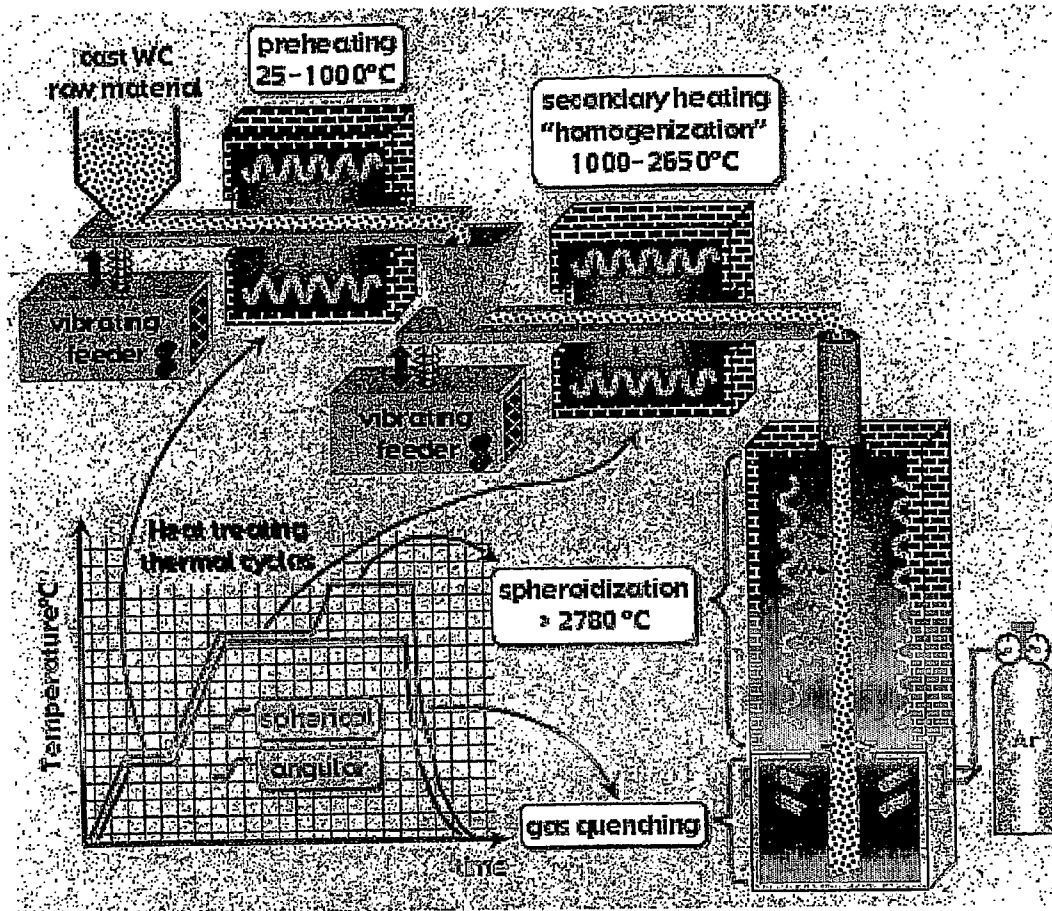 cast WC
raw material
preheating
25-1000°C
secondary heating
"homogenization"
1000-2650°C
vibrating
feeder
vibrating
feeder
Heat treating
thermal cycles
Temperature°C
spherical
angular
time
spheroidization
> 2780 °C
gas quenching
Ar